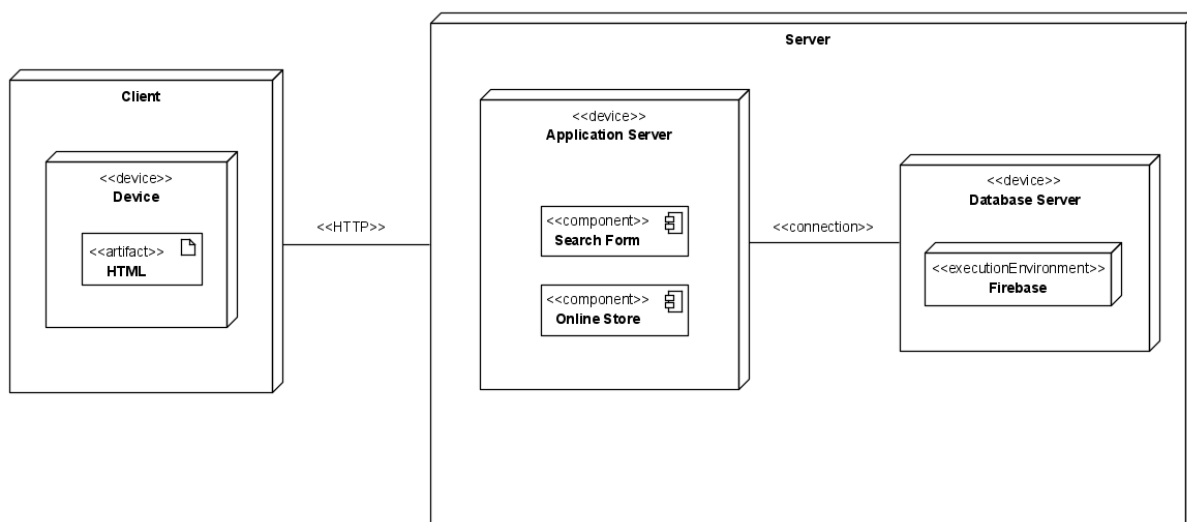 Client
<<device>>
Device
<<artifact>>
HTML
<<HTTP>>
Server
<<device>>
Application Server
<<component>>
Search Form
<<component>>
Online Store
<<connection>>
<<device>>
Database Server
<<executionEnvironment>>
Firebase